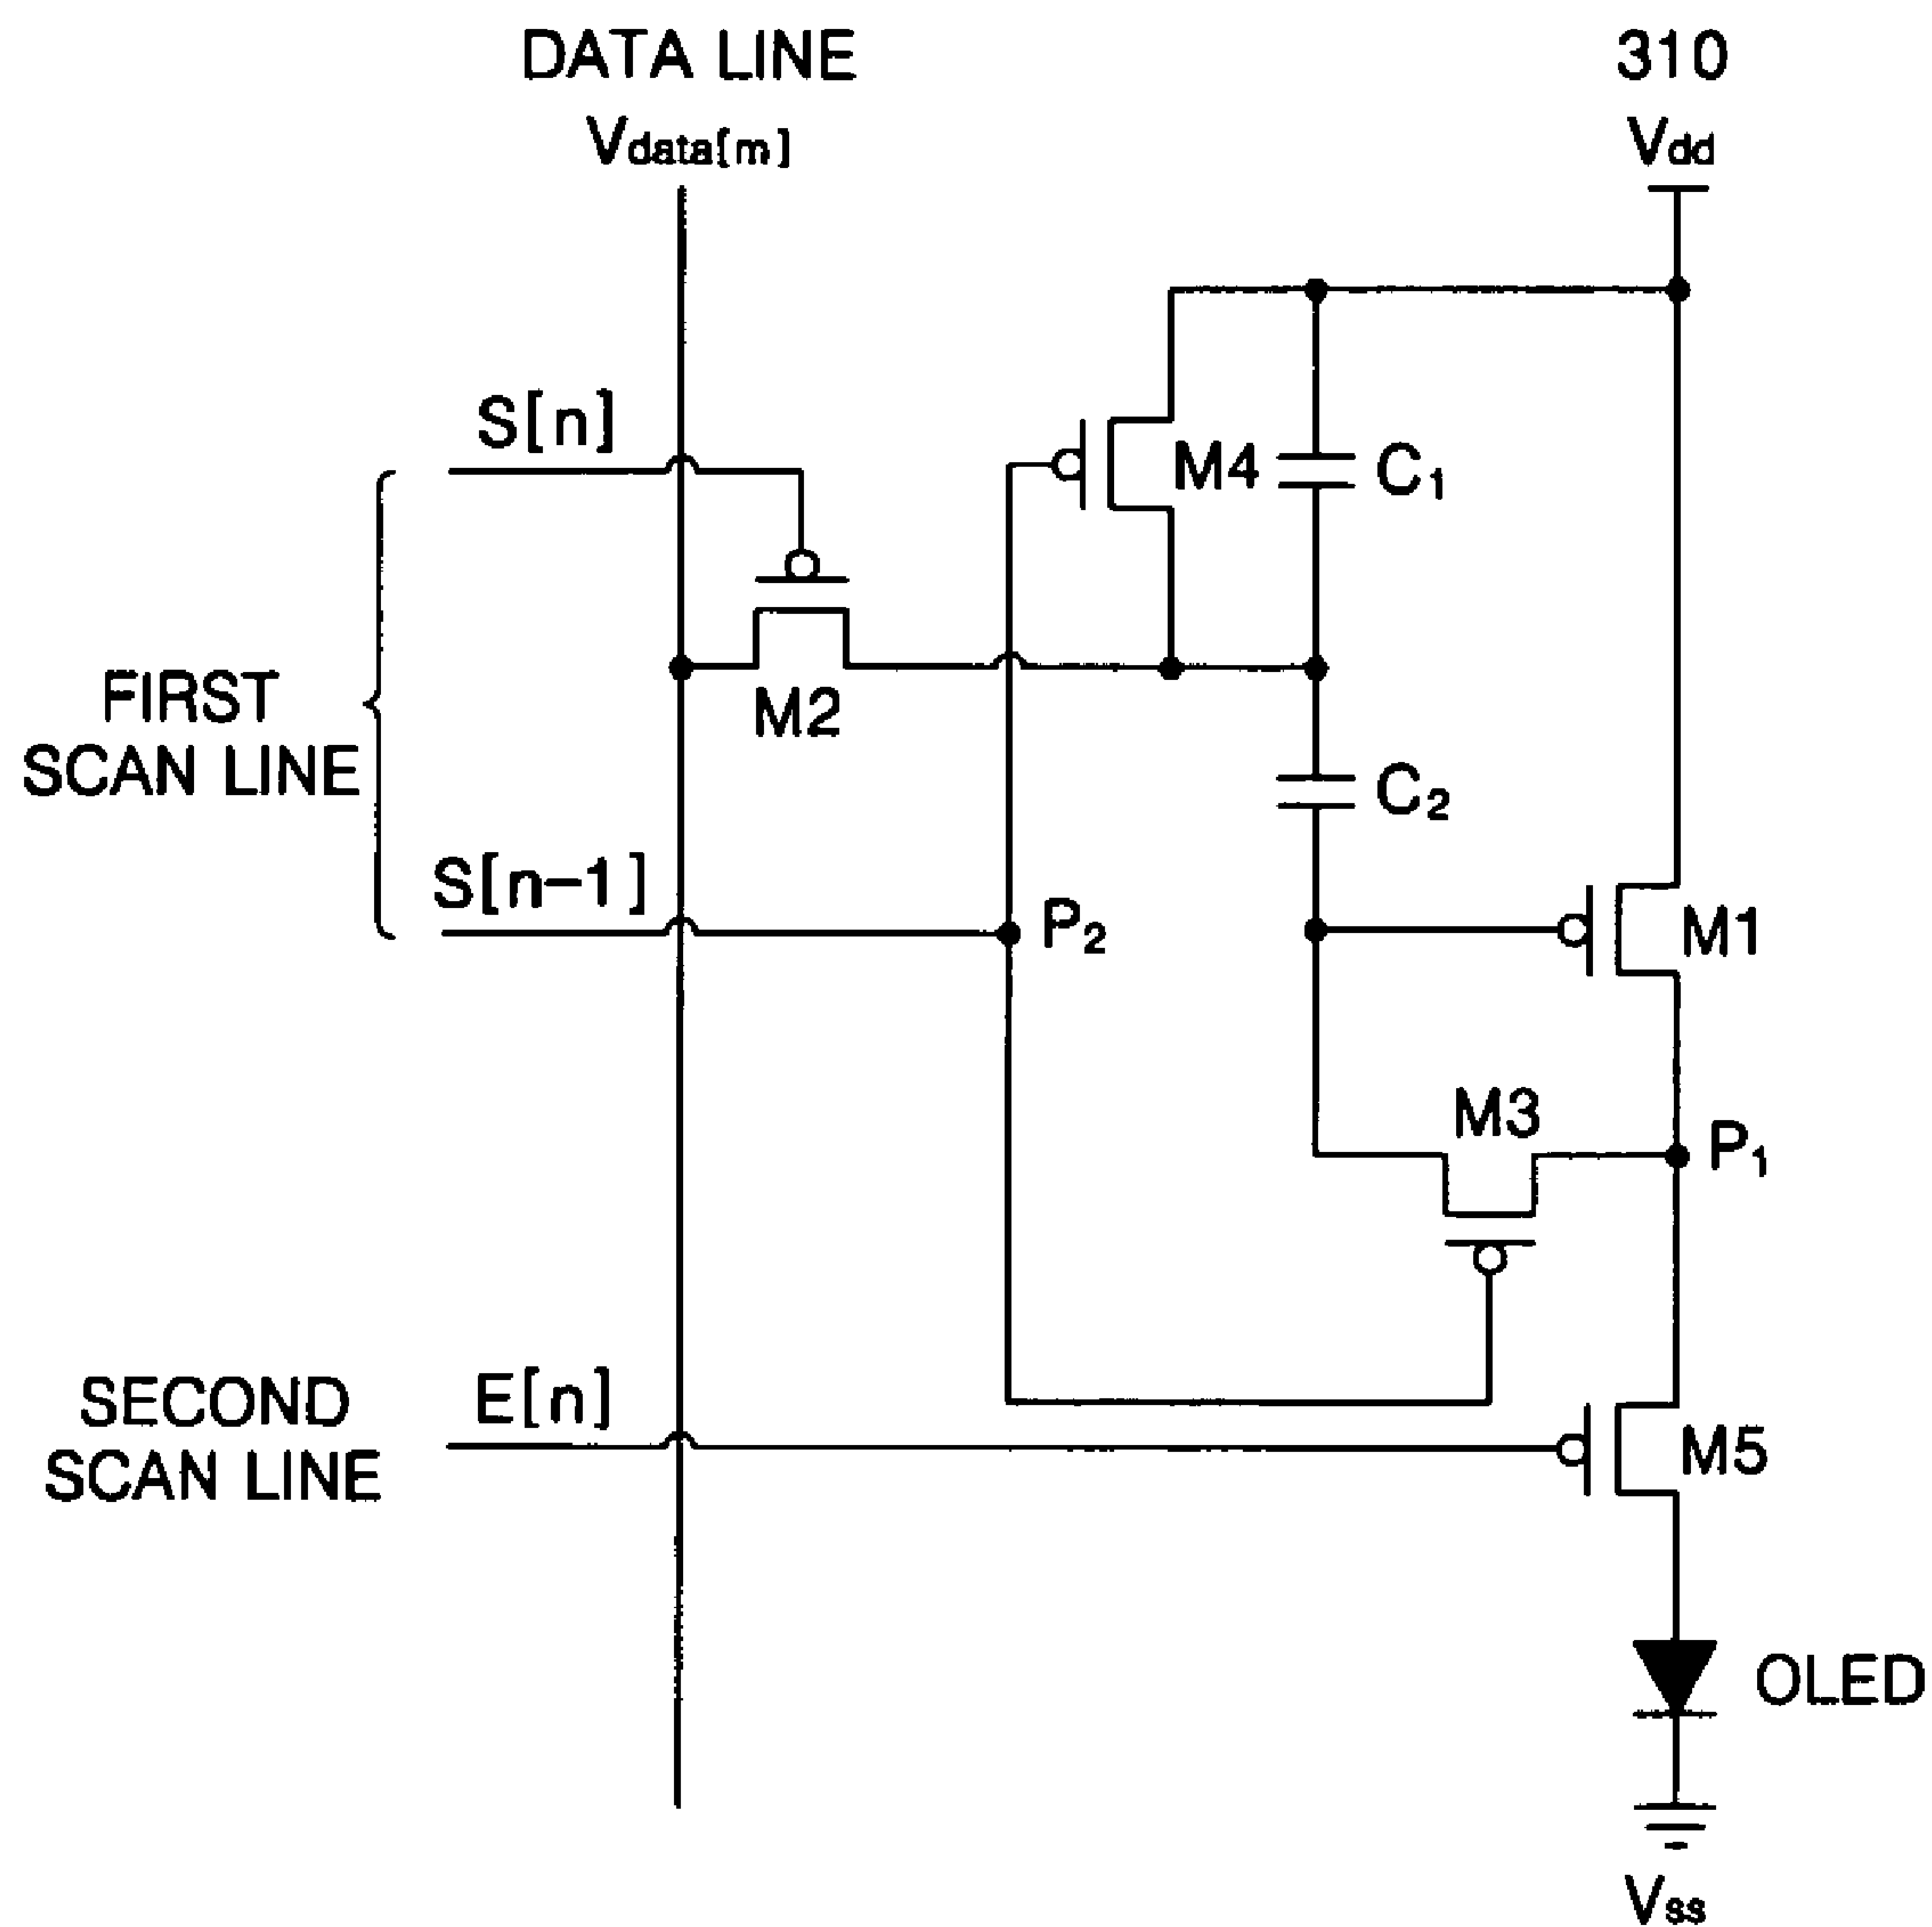 DATA LINE
Vdata[m]
310
Vdd
S[n]
M4
C1
FIRST
SCAN LINE
M2
C2
S[n-1]
P2
M1
M3
P1
SECOND
SCAN LINE
E[n]
M5
OLED
Vss